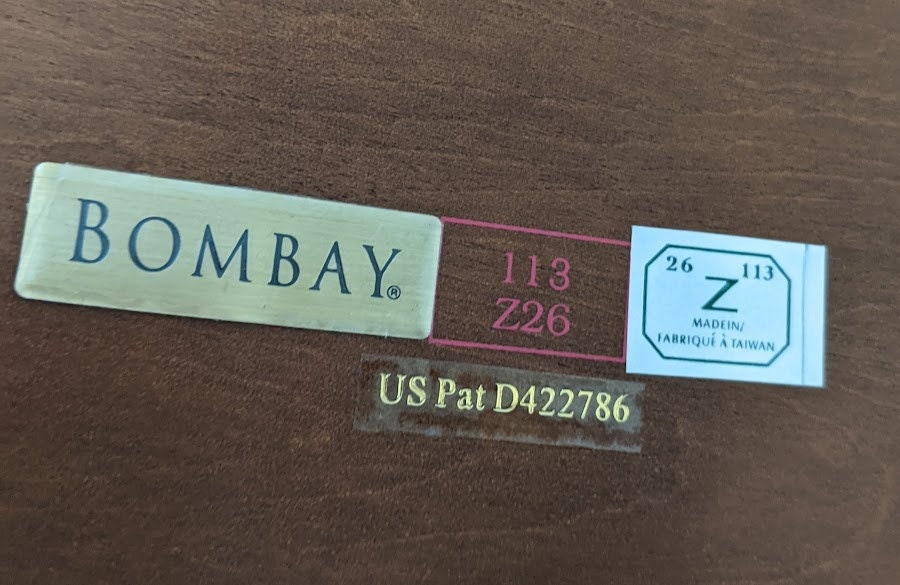 BOMBAY®
113
Z26
26 113
Z
MADEIN/
FABRIQUÉ À TAIWAN
US Pat D422786